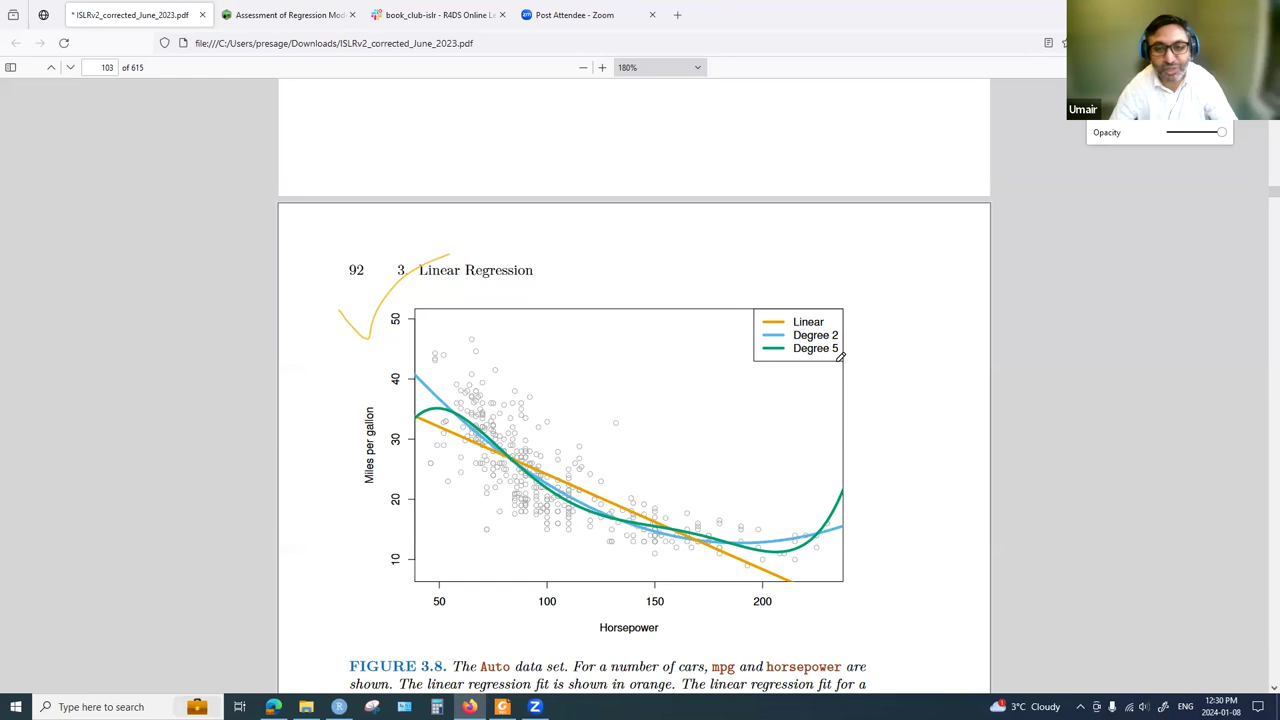 * ISLRv2_corrected_June_2023.pdf
Assessment of Regression Mod
book_club-islr - R4DS Online Le
Post Attendee - Zoom
file:///C:/Users/presage/Downloads/ISLRv2_corrected_June_2023.pdf
103 of 615
180%
Umair
Opacity
92 3. Linear Regression
50
40
30
20
10
Miles per gallon
Linear
Degree 2
Degree 5
50 100 150 200
Horsepower
FIGURE 3.8. The Auto data set. For a number of cars, mpg and horsepower are
shown. The linear regression fit is shown in orange. The linear regression fit for a
Type here to search
3°C Cloudy
ENG
12:30 PM
2024-01-08